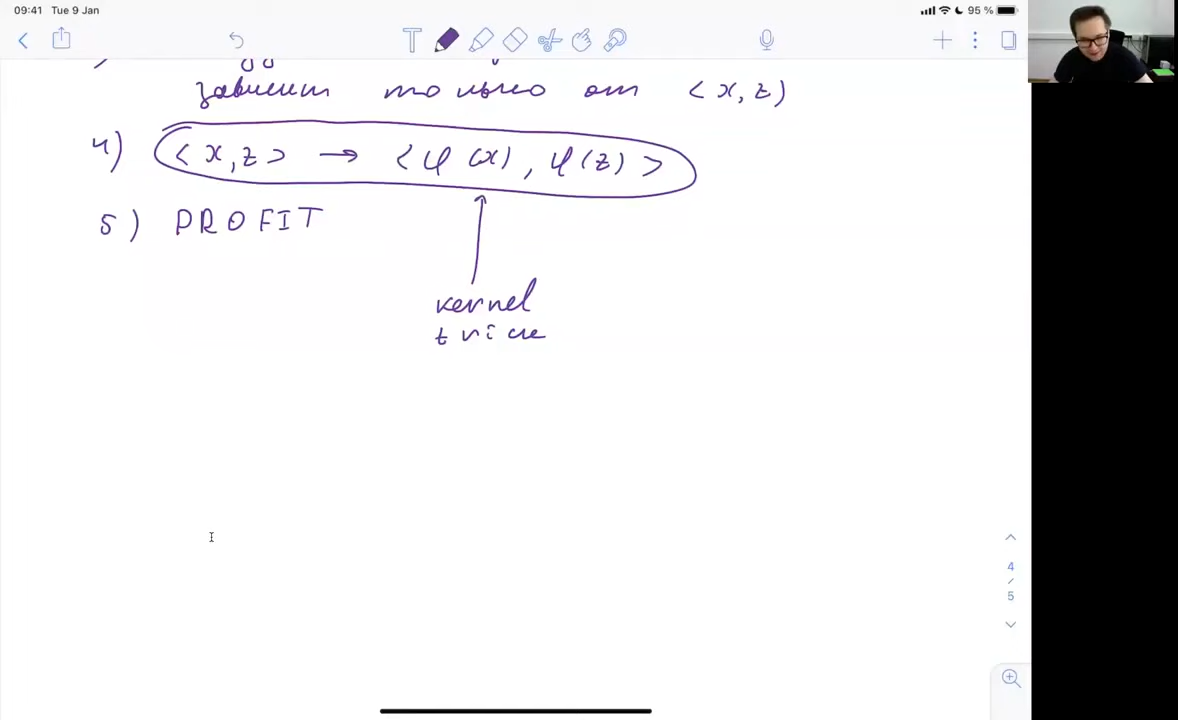 09:41 Tue 9 Jan
95 %
зависит только от <x, z>
4) <x, z> → <φ(x), φ(z)>
5) PROFIT
kernel
trick
4
/
5